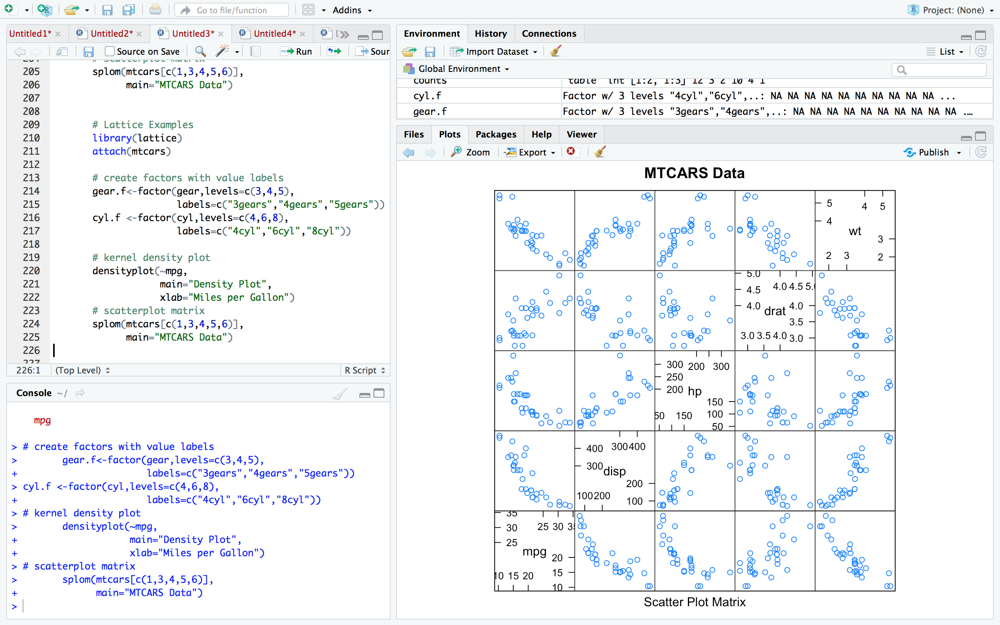 Go to file/function
Addins
Project: (None)
Untitled1*
Untitled2*
Untitled3*
Untitled4*
Source on Save
Run
Sour
# scatterplot matrix
205 splom(mtcars[c(1,3,4,5,6)],
206 main="MTCARS Data")
207
208
209 # Lattice Examples
210 library(lattice)
211 attach(mtcars)
212
213 # create factors with value labels
214 gear.f<-factor(gear,levels=c(3,4,5),
215 labels=c("3gears","4gears","5gears"))
216 cyl.f <-factor(cyl,levels=c(4,6,8),
217 labels=c("4cyl","6cyl","8cyl"))
218
219 # kernel density plot
220 densityplot(~mpg,
221 main="Density Plot",
222 xlab="Miles per Gallon")
223 # scatterplot matrix
224 splom(mtcars[c(1,3,4,5,6)],
225 main="MTCARS Data")
226
227
226:1 (Top Level) R Script
Console ~/
mpg
> # create factors with value labels
> gear.f<-factor(gear,levels=c(3,4,5),
+ labels=c("3gears","4gears","5gears"))
> cyl.f <-factor(cyl,levels=c(4,6,8),
+ labels=c("4cyl","6cyl","8cyl"))
> # kernel density plot
> densityplot(~mpg,
+ main="Density Plot",
+ xlab="Miles per Gallon")
> # scatterplot matrix
> splom(mtcars[c(1,3,4,5,6)],
+ main="MTCARS Data")
>
Environment History Connections
Import Dataset
List
Global Environment
counts 'table' int [1:2, 1:3] 12 3 2 10 4 1
cyl.f Factor w/ 3 levels "4cyl","6cyl",..: NA NA NA NA NA NA NA NA NA NA ...
gear.f Factor w/ 3 levels "3gears","4gears",..: NA NA NA NA NA NA NA NA NA NA ...
Files Plots Packages Help Viewer
Zoom Export Publish
MTCARS Data
5 4 5
4
wt
3
2 3 2
5.0
4.5 4.0 4.5 5.0
4.0 drat 4.0
3.5
3.0 3.5 4.0 3.0
300 200 300
250
200 hp
150
50 150 100
50
400 300 400
300 disp
200
100 200 100
35
30 25 30 35
25
mpg 20
10 15 20 15
10
Scatter Plot Matrix